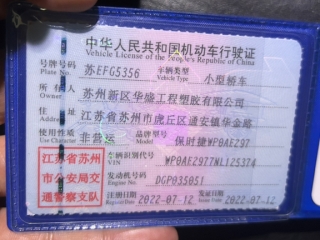 中华人民共和国机动车行驶证
Vehicle License of the People's Republic of China
号牌号码 苏EFG5356 车辆类型 小型轿车
Plate No. Vehicle Type
所有人 苏州新区华盛工程塑胶有限公司
Owner
住址 江苏省苏州市虎丘区通安镇华金路
Address
使用性质 非营运 品牌型号 保时捷WP0AE297
Use Character Model
江苏省苏州
市公安局交
通警察支队
车辆识别代号 WP0AE2977NL125374
VIN
发动机号码 DGP035051
Engine No.
注册日期 2022-07-12 发证日期 2022-07-12
Register Date Issue Date